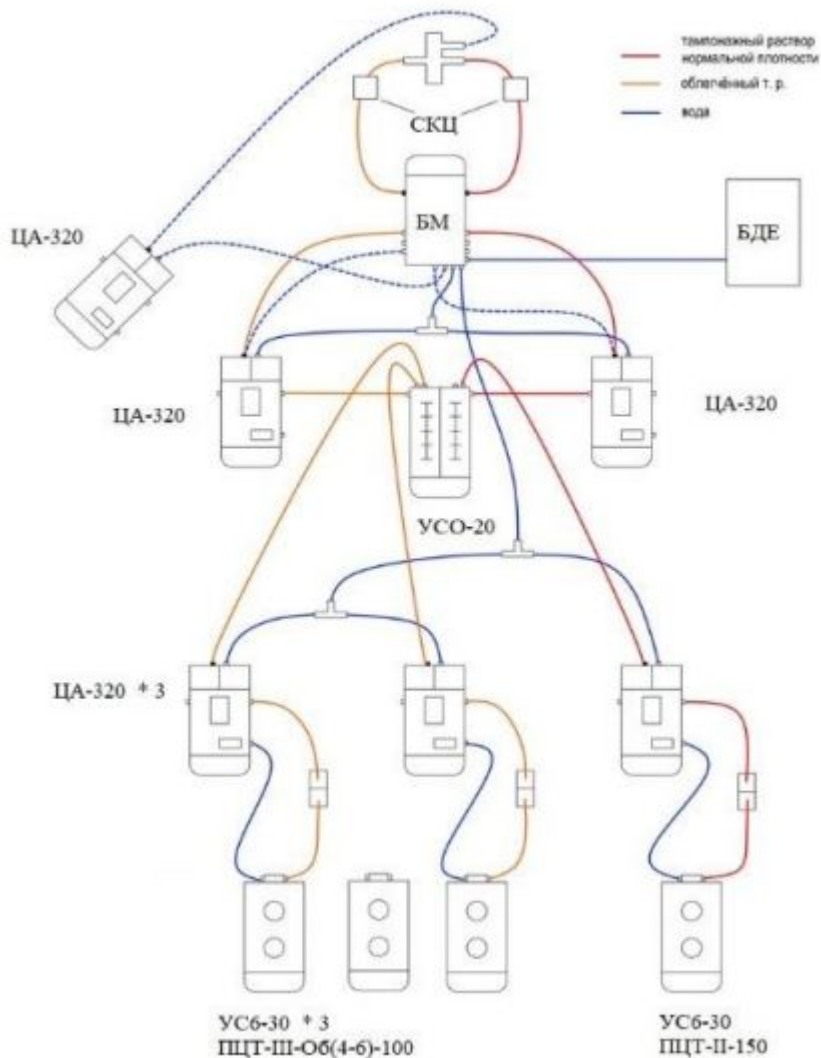 тампонажный раствор
нормальной плотности
облегчённый т. р.
вода
СКЦ
БМ
БДЕ
ЦА-320
ЦА-320
ЦА-320
УСО-20
ЦА-320 * 3
УС6-30 * 3
ПЦТ-III-Об(4-6)-100
УС6-30
ПЦТ-II-150